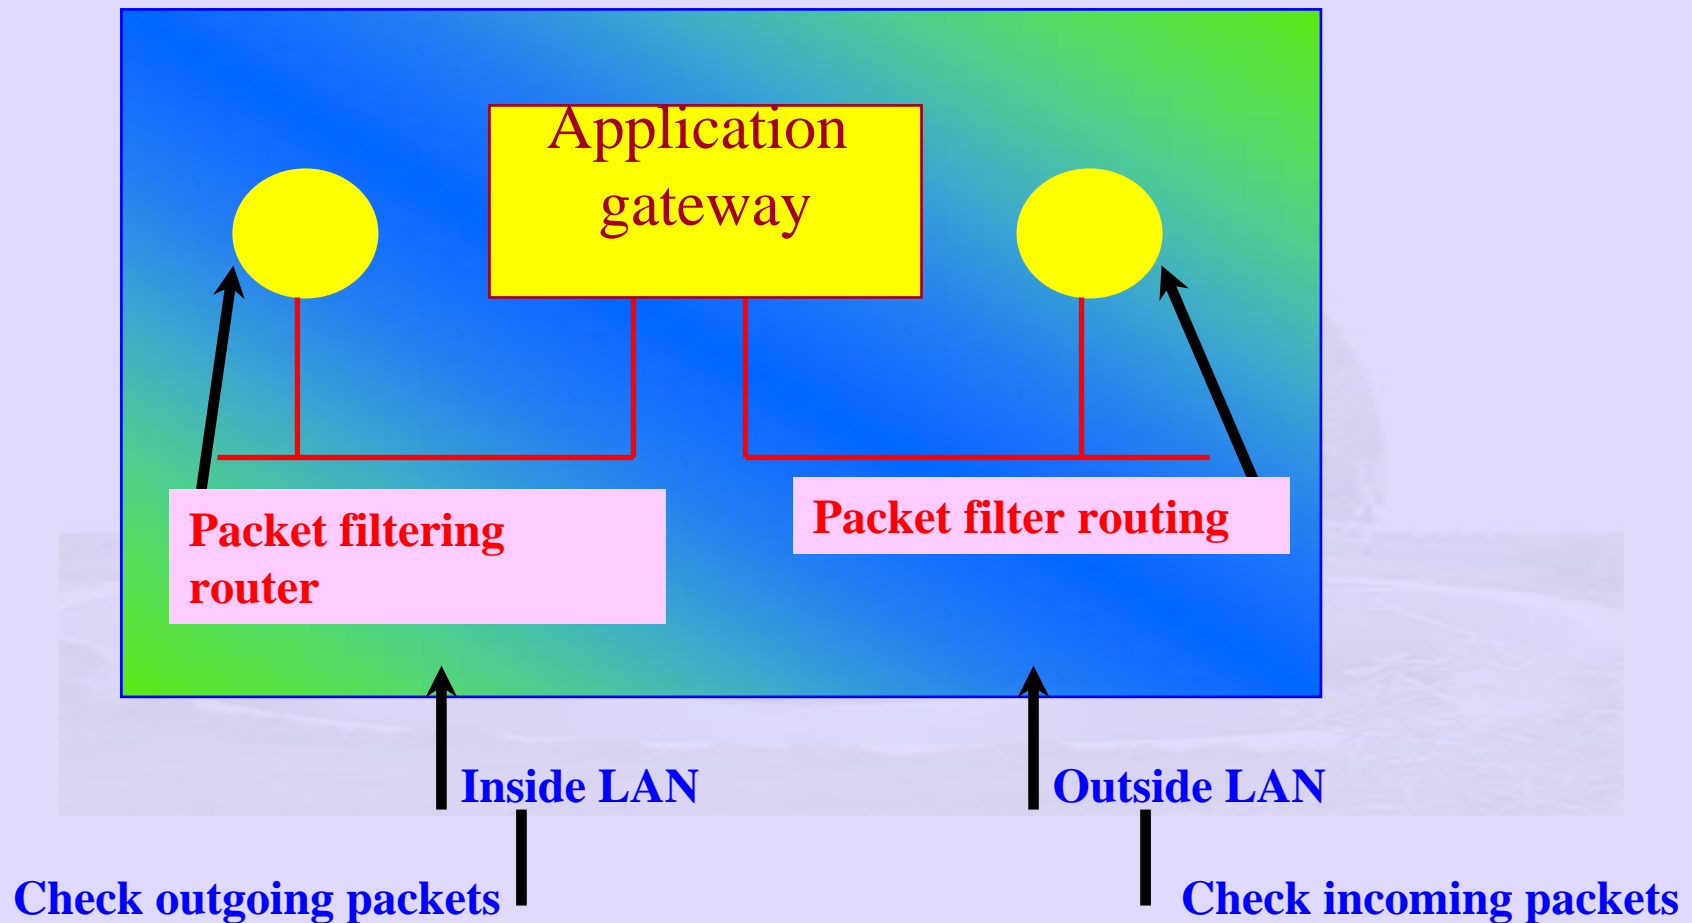 Application
gateway
Packet filtering
router
Packet filter routing
Inside LAN
Outside LAN
Check outgoing packets
Check incoming packets